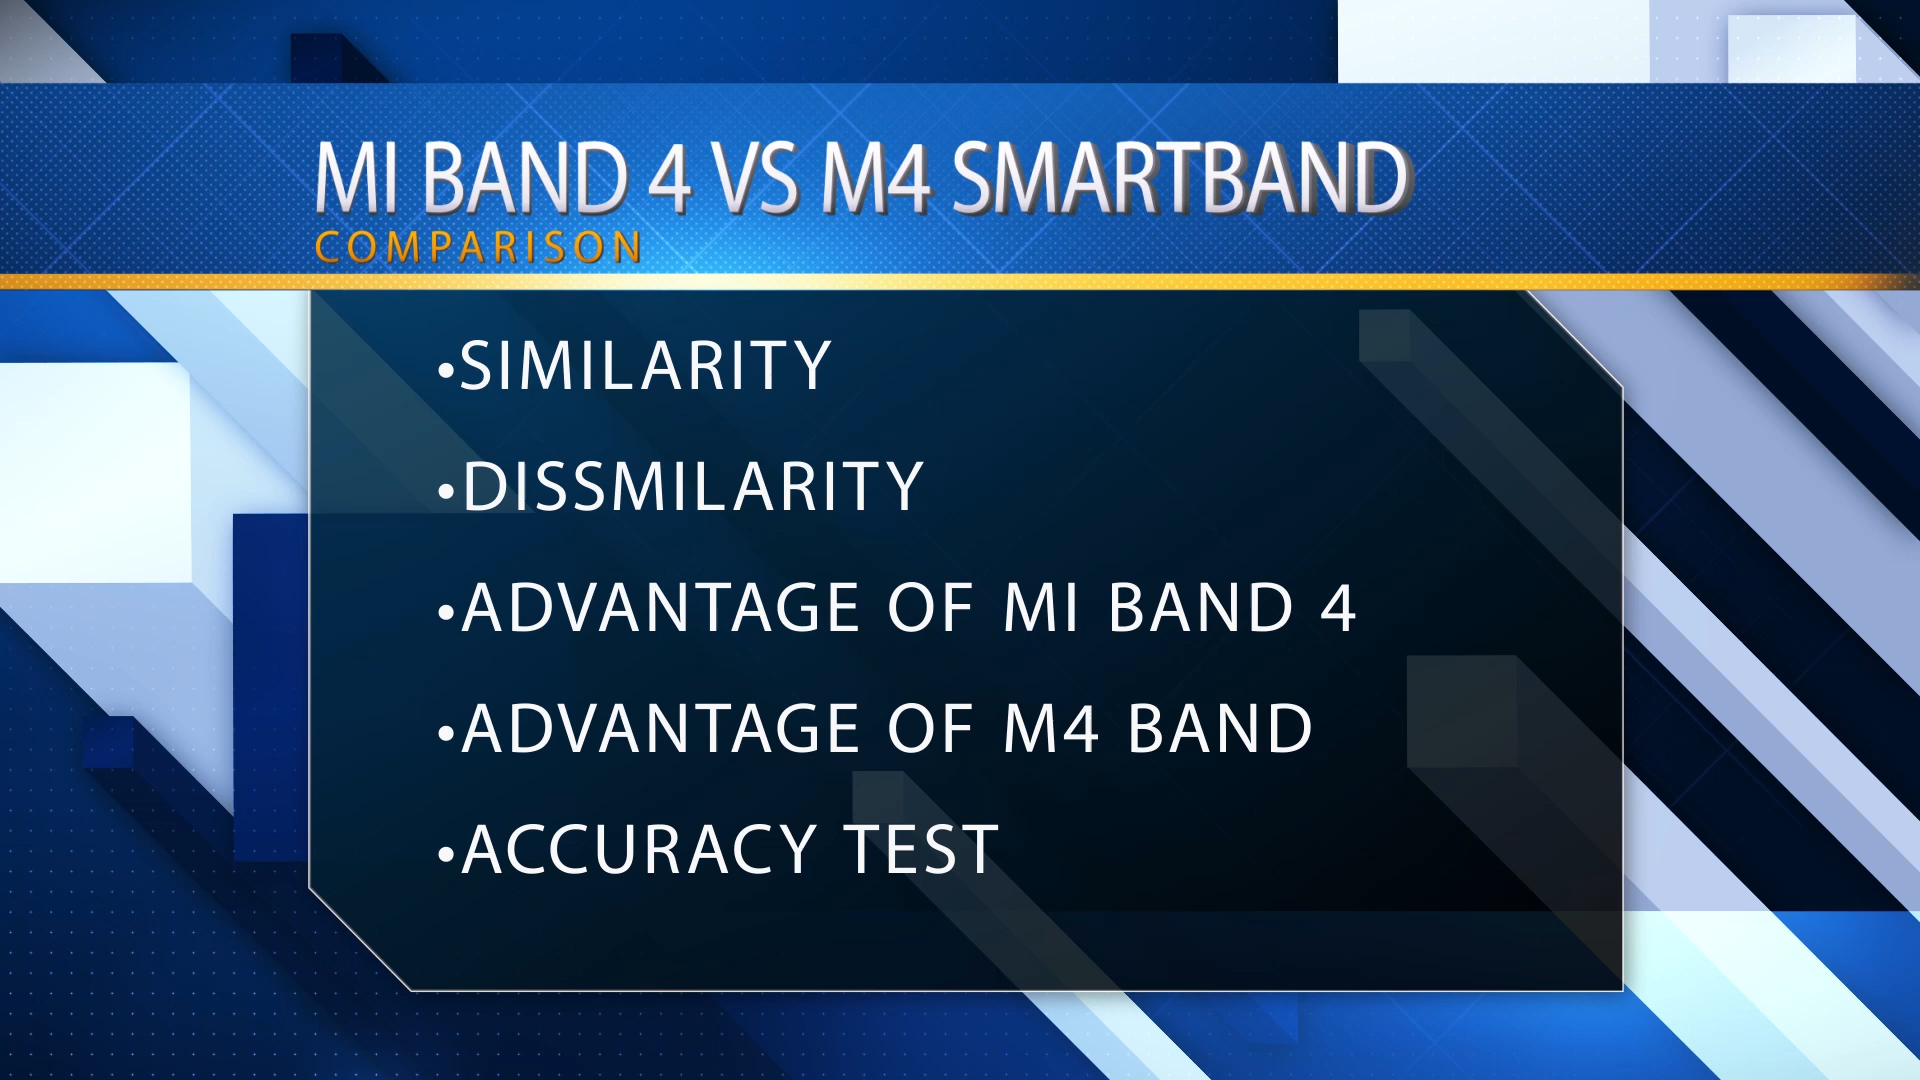 MI BAND 4 VS M4 SMARTBAND
COMPARISON
•SIMILARITY
•DISSMILARITY
•ADVANTAGE OF MI BAND 4
•ADVANTAGE OF M4 BAND
•ACCURACY TEST